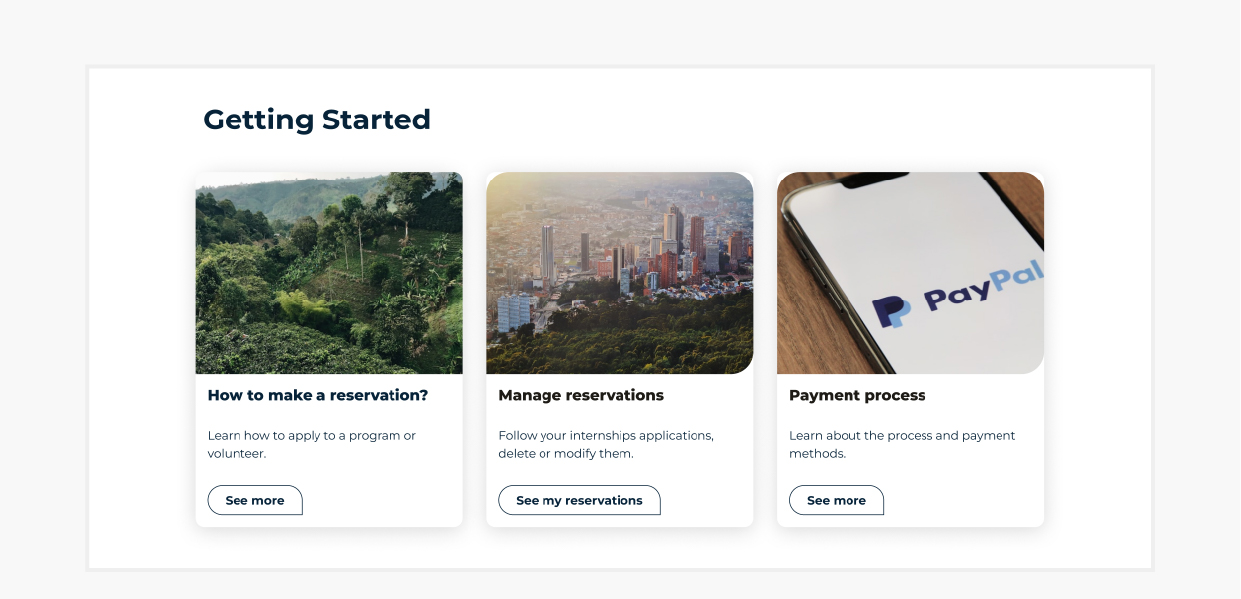 Getting Started
PayPal
How to make a reservation?
Learn how to apply to a program or
volunteer.
See more
Manage reservations
Follow your internships applications,
delete or modify them.
See my reservations
Payment process
Learn about the process and payment
methods.
See more